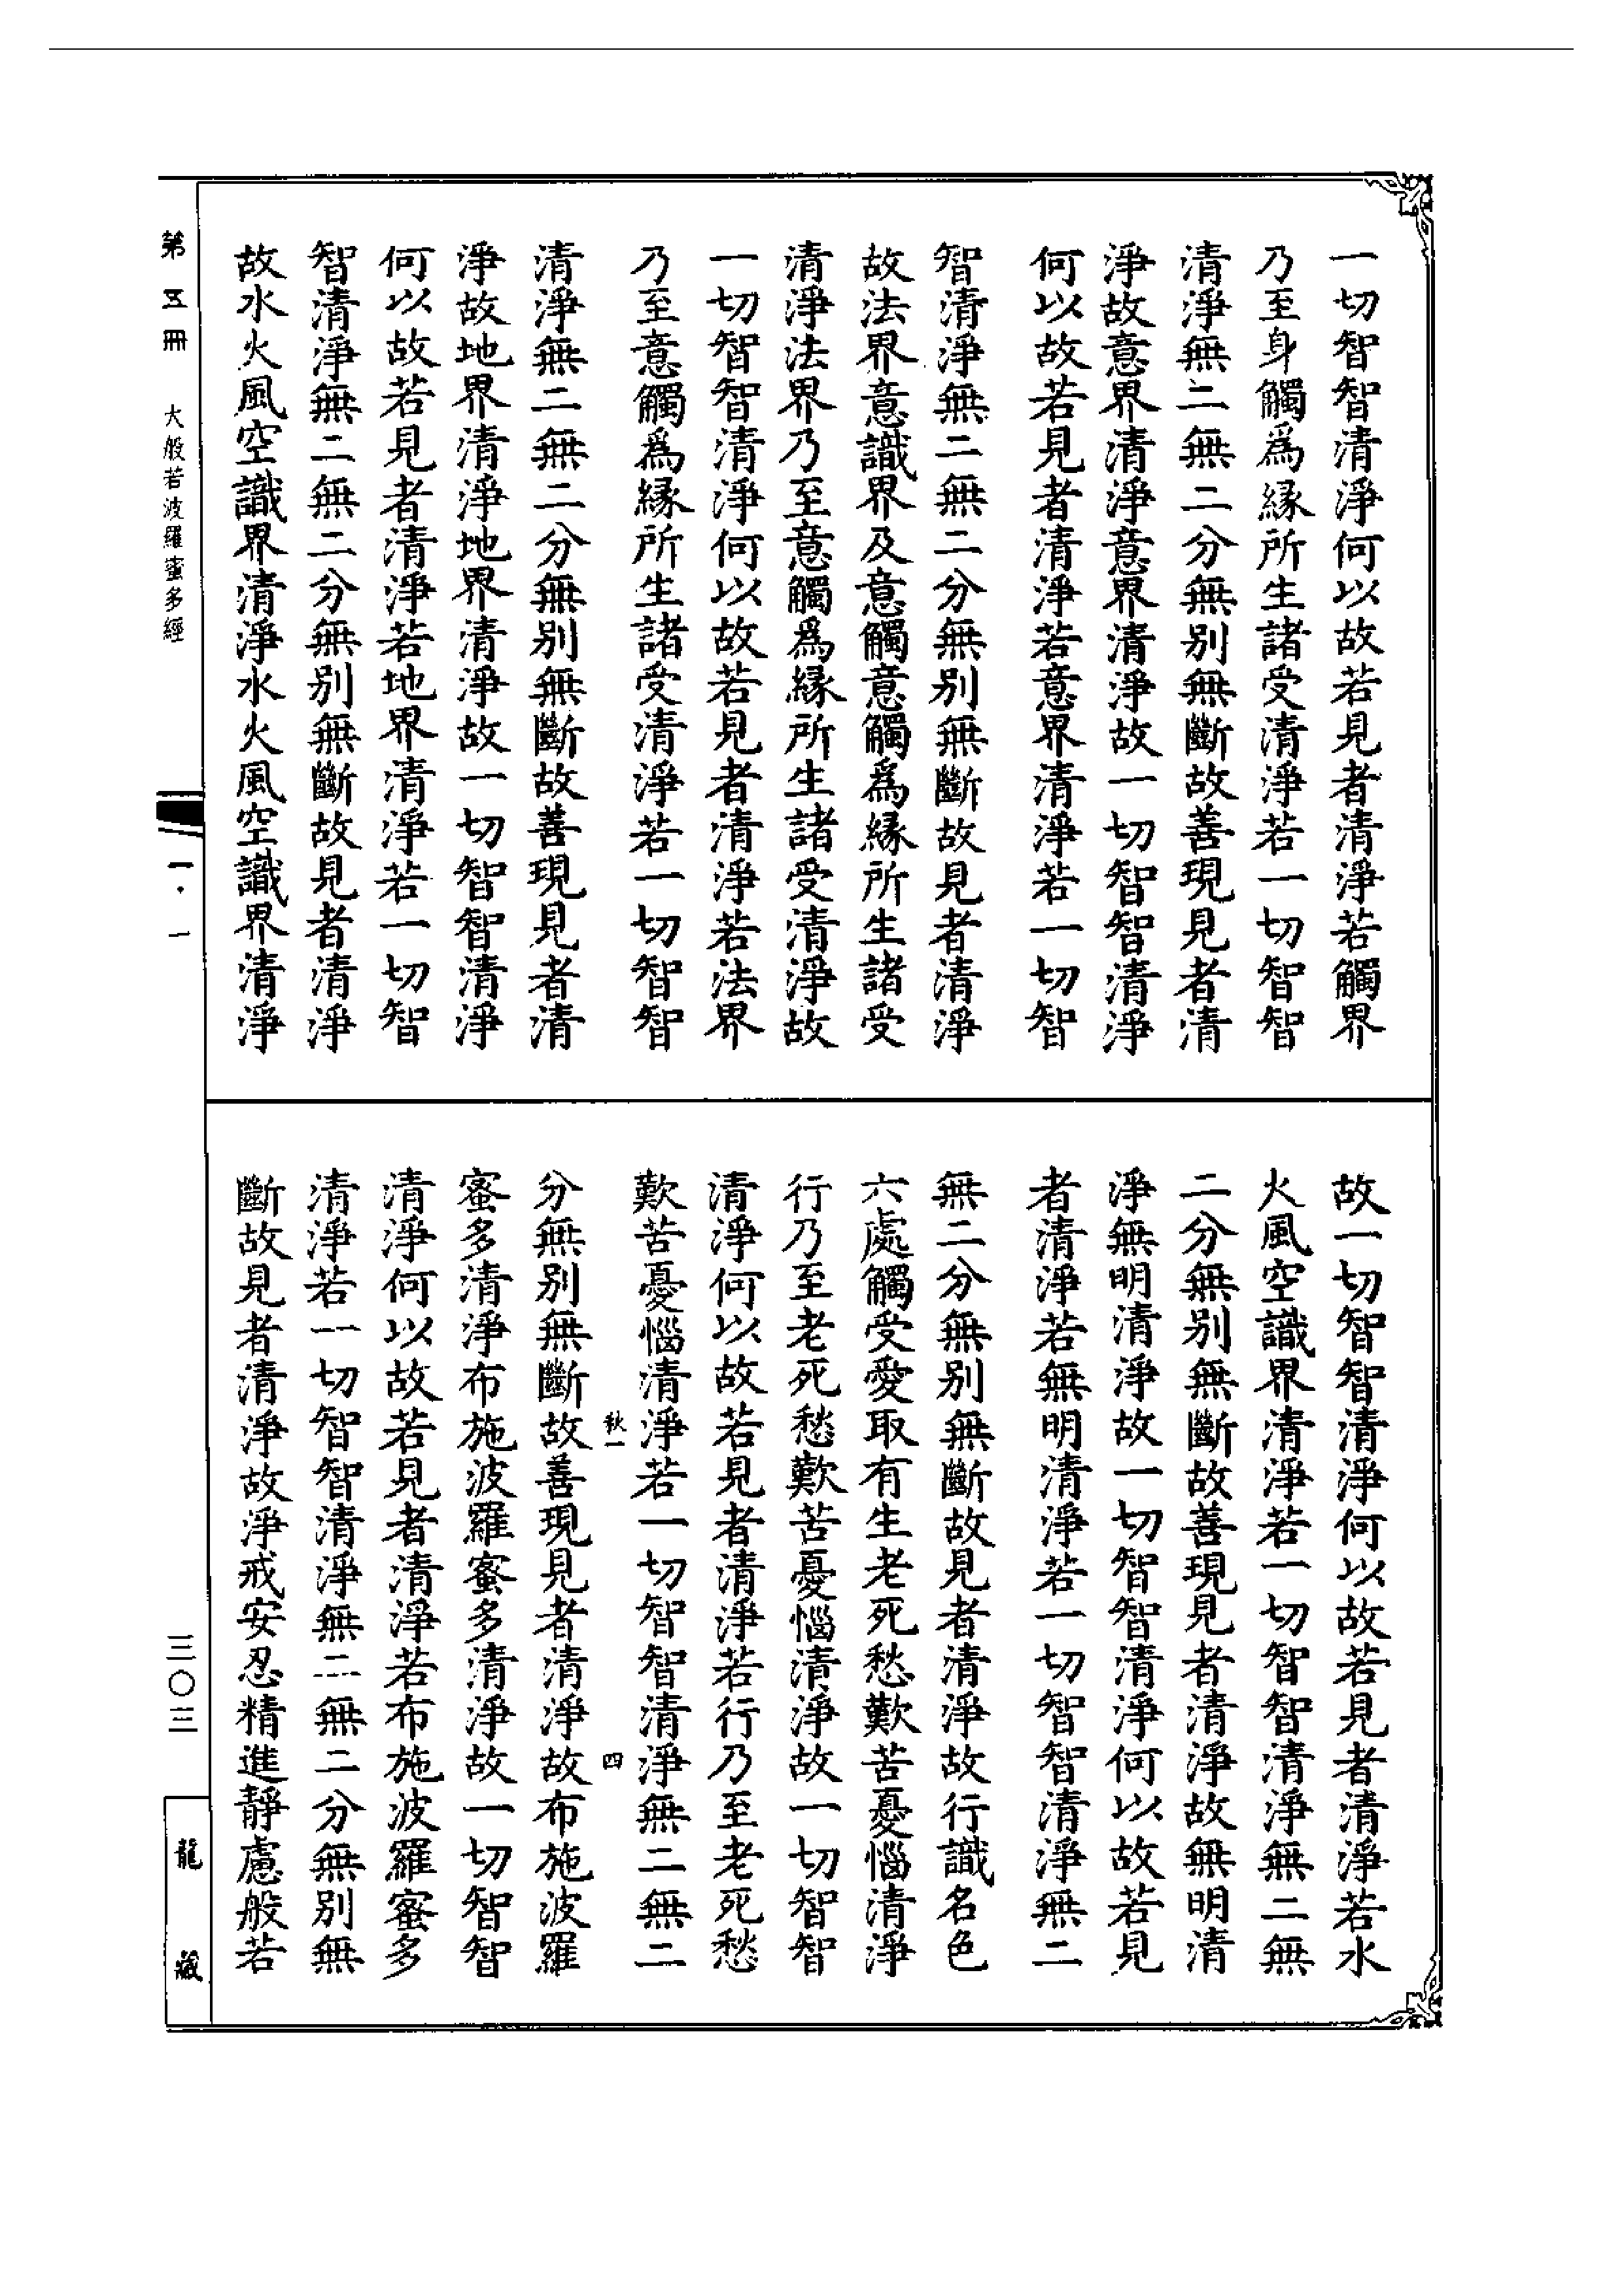 一切智智清淨何以故若見者清淨若觸界
乃至身觸爲緣所生諸受清淨若一切智智
清淨無二無二分無別無斷故善現見者清
淨故意界清淨意界清淨故一切智智清淨
何以故若見者清淨若意界清淨若一切智
智清淨無二無二分無別無斷故見者清淨
故法界意識界及意觸意觸爲緣所生諸受
清淨法界乃至意觸爲緣所生諸受清淨故
一切智智清淨何以故若見者清淨若法界
乃至意觸爲緣所生諸受清淨若一切智智
清淨無二無二分無別無斷故善現見者清
淨故地界清淨地界清淨故一切智智清淨
何以故若見者清淨若地界清淨若一切智
智清淨無二無二分無別無斷故見者清淨
故水火風空識界清淨水火風空識界清淨
故一切智智清淨何以故若見者清淨若水
火風空識界清淨若一切智智清淨無二無
二分無別無斷故善現見者清淨故無明清
淨無明清淨故一切智智清淨何以故若見
者清淨若無明清淨若一切智智清淨無二
無二分無別無斷故見者清淨故行識名色
六處觸受愛取有生老死愁歎苦憂惱清淨
行乃至老死愁歎苦憂惱清淨故一切智智
清淨何以故若見者清淨若行乃至老死愁
歎苦憂惱清淨若一切智智清淨無二無二
秋一 四
分無別無斷故善現見者清淨故布施波羅
蜜多清淨布施波羅蜜多清淨故一切智智
清淨何以故若見者清淨若布施波羅蜜多
清淨若一切智智清淨無二無二分無別無
斷故見者清淨故淨戒安忍精進靜慮般若
第五冊 大般若波羅蜜多經
一·一
三〇三
龍藏